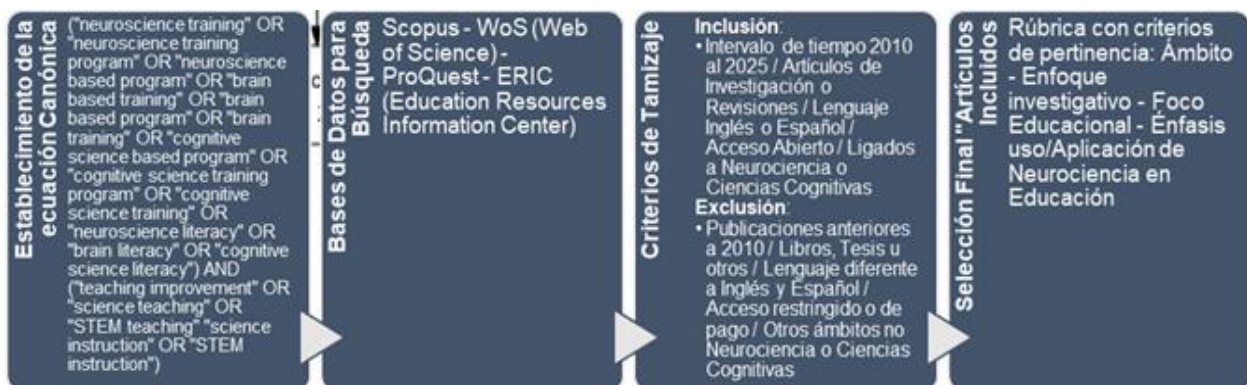 Establecimiento de la
ecuación Canónica
("neuroscience training" OR
"neuroscience training
program" OR "neuroscience
based program" OR "brain
based training" OR "brain
based program" OR "brain
training" OR "cognitive
science based program" OR
"cognitive science training
program" OR "cognitive
science training" OR
"neuroscience literacy" OR
"brain literacy" OR "cognitive
science literacy") AND
("teaching improvement" OR
"science teaching" OR
"STEM teaching" "science
instruction" OR "STEM
instruction")
Bases de Datos para
Búsqueda
Scopus - WoS (Web
of Science) -
ProQuest - ERIC
(Education Resources
Information Center)
Criterios de Tamizaje
Inclusión:
• Intervalo de tiempo 2010
al 2025 / Artículos de
Investigación o
Revisiones / Lenguaje
Inglés o Español /
Acceso Abierto / Ligados
a Neurociencia o
Ciencias Cognitivas
Exclusión:
• Publicaciones anteriores
a 2010 / Libros, Tesis u
otros / Lenguaje diferente
a Inglés y Español /
Acceso restringido o de
pago / Otros ámbitos no
Neurociencia o Ciencias
Cognitivas
Selección Final "Artículos
Incluidos
Rúbrica con criterios
de pertinencia: Ámbito
- Enfoque
investigativo - Foco
Educacional - Énfasis
uso/Aplicación de
Neurociencia en
Educación